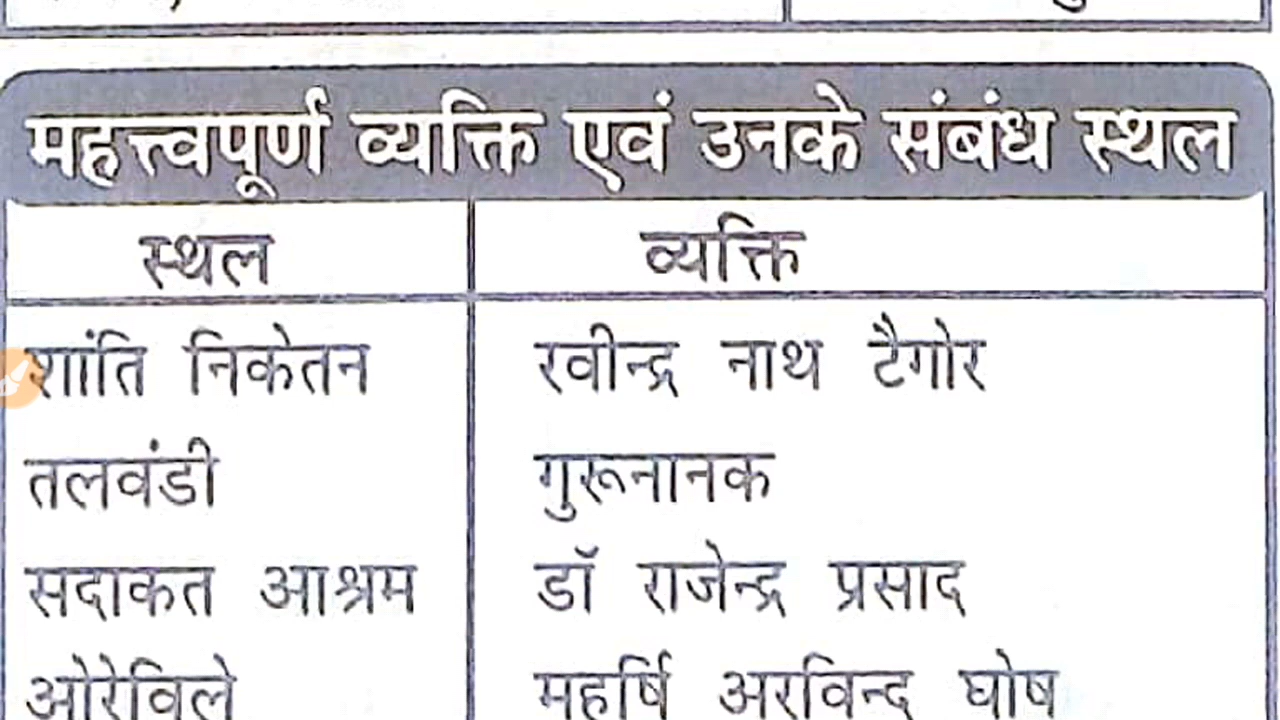 महत्त्वपूर्ण व्यक्ति एवं उनके संबंध स्थल
स्थल व्यक्ति
शांति निकेतन रवीन्द्र नाथ टैगोर
तलवंडी गुरूनानक
सदाकत आश्रम डॉ राजेन्द्र प्रसाद
ओरेविले महर्षि अरविन्द घोष